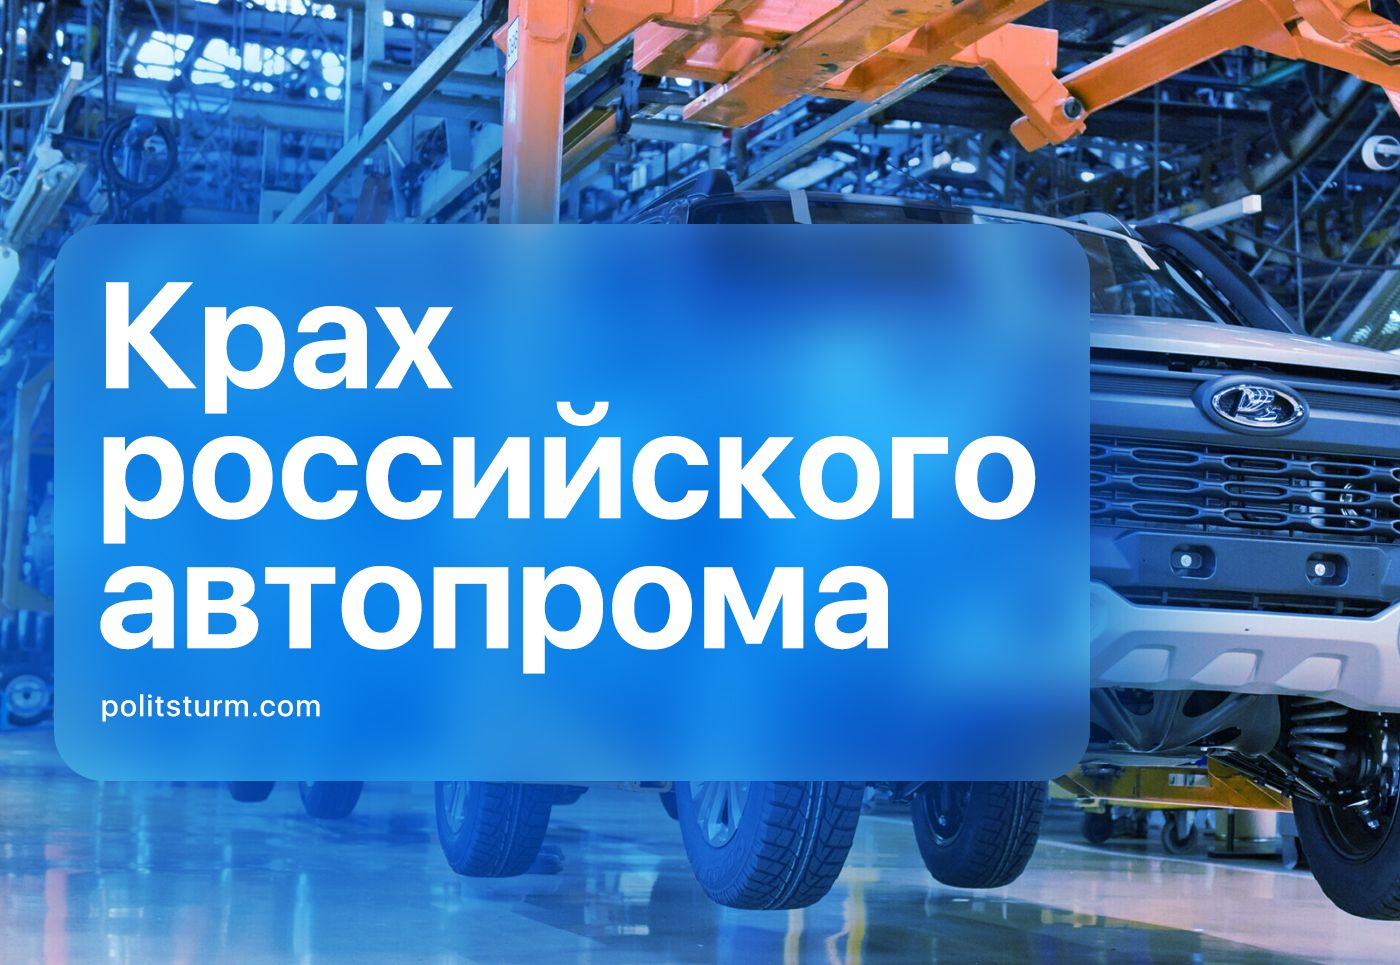 Крах
российского
автопрома
politsturm.com